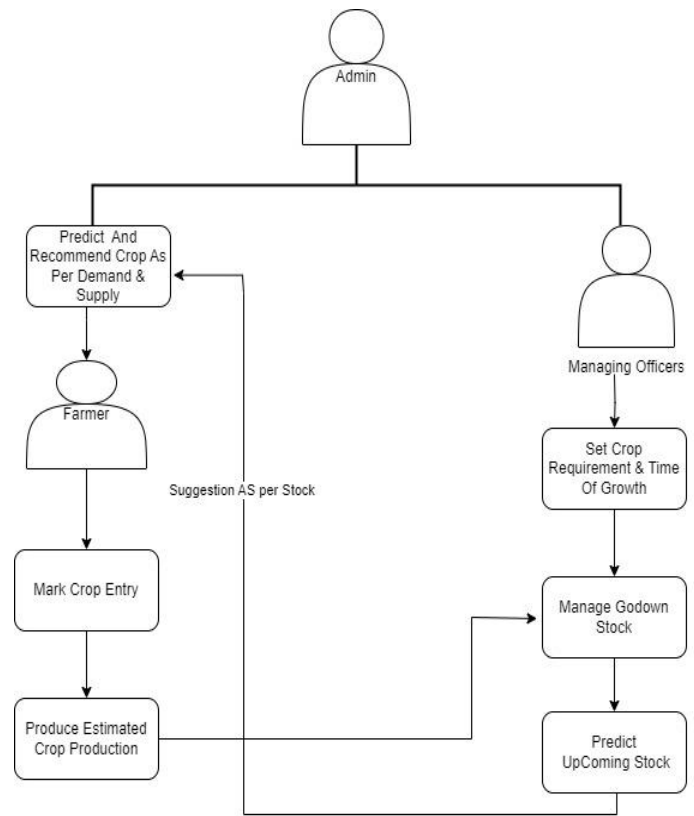 Admin
Predict And
Recommend Crop As
Per Demand &
Supply
Managing Officers
Farmer
Set Crop
Requirement & Time
Of Growth
Suggestion AS per Stock
Mark Crop Entry
Manage Godown
Stock
Produce Estimated
Crop Production
Predict
UpComing Stock